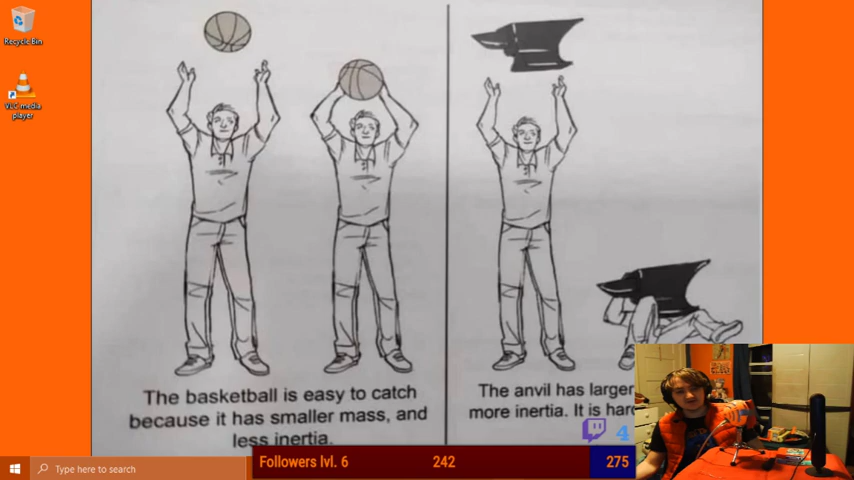 Recycle Bin
VLC media
player
The basketball is easy to catch
because it has smaller mass, and
less inertia.
The anvil has larger
more inertia. It is
4
Followers lvl. 6 242 275
Type here to search